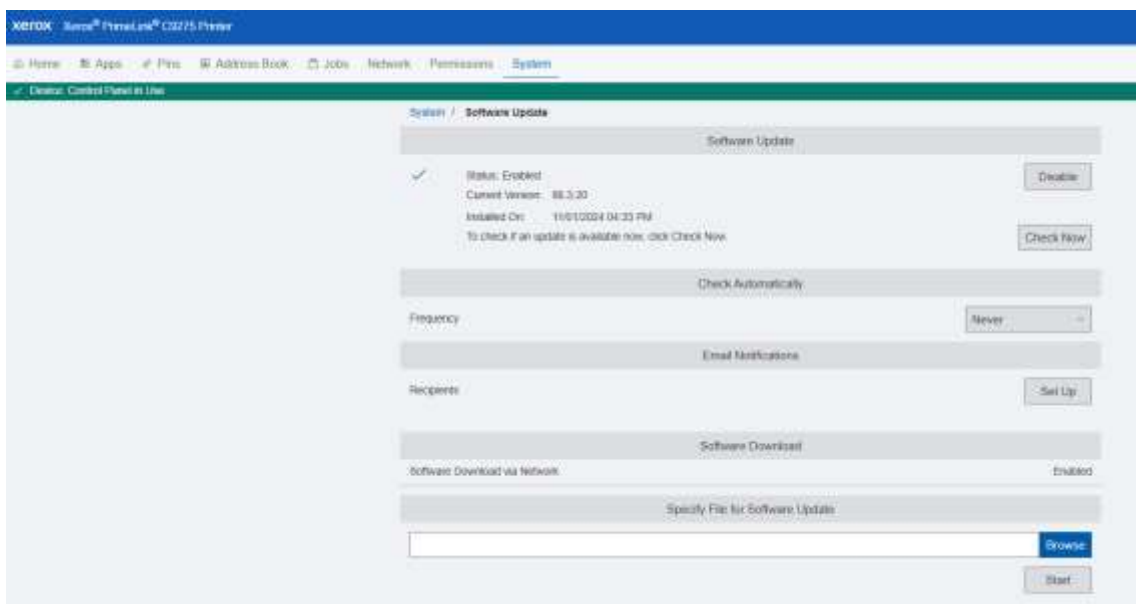 xerox Xerox® PrimeLink® C9275 Printer
Home Apps Pins Address Book Jobs Network Permissions System
Device: Control Panel in Use
System / Software Update
Software Update
Status: Enabled
Disable
Current Version:
Installed On: 11/01/2024 04:33 PM
To check if an update is available now, click Check Now.
Check Now
Check Automatically
Frequency
Never
Email Notifications
Recipients
Set Up
Software Download
Software Download via Network
Enabled
Specify File for Software Update
Browse
Start